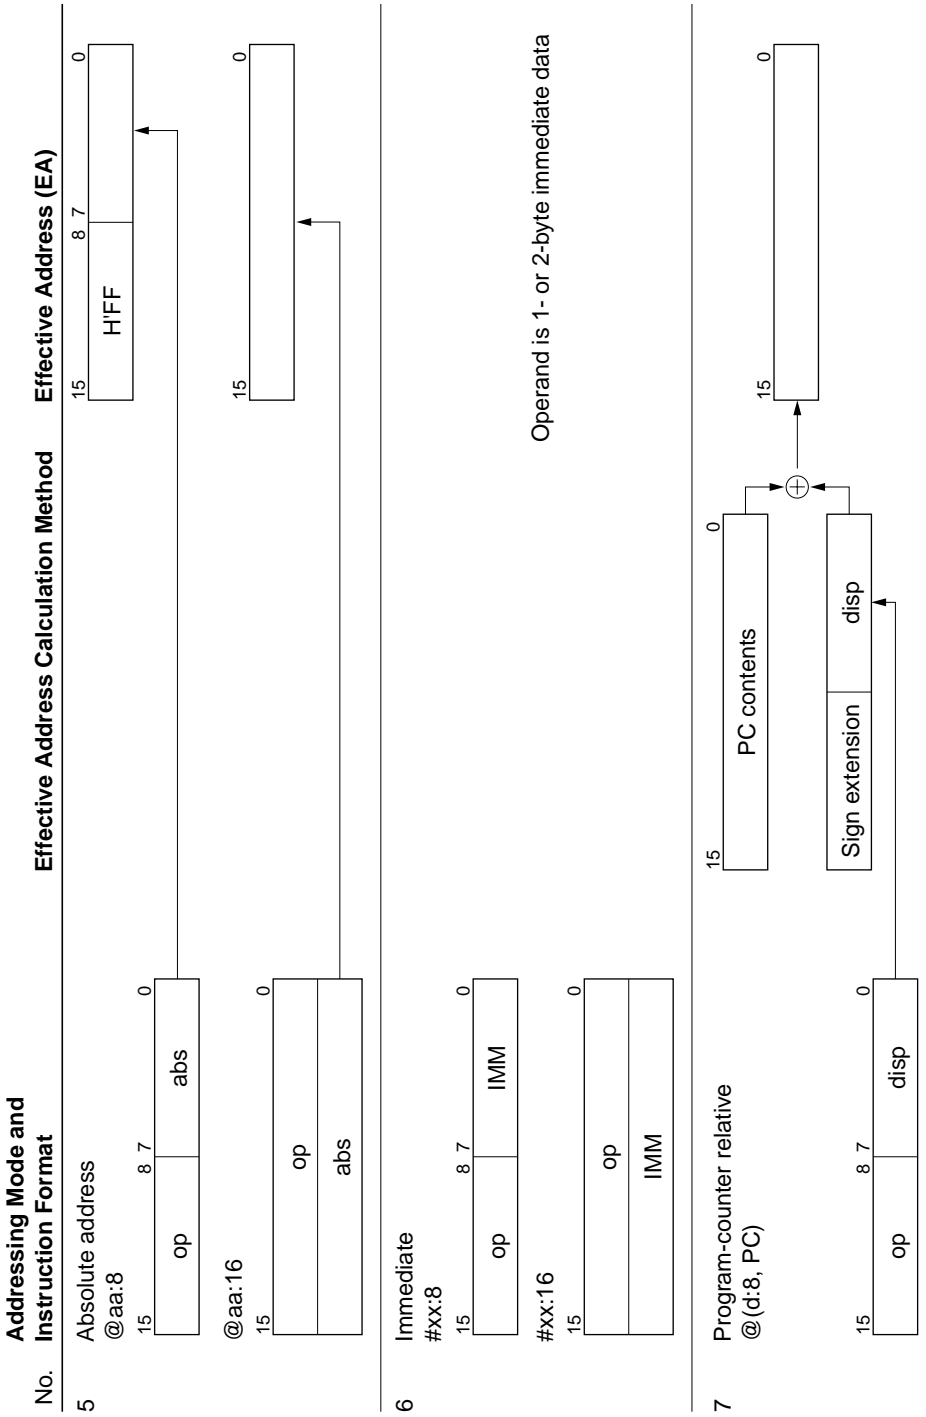 Addressing Mode and
No. Instruction Format Effective Address Calculation Method Effective Address (EA)
5 Absolute address
@aa:8
15 8 7 0
op abs
15 8 7 0
H'FF
@aa:16
15 0
op
abs
15 0
6 Immediate
#xx:8
15 8 7 0
op IMM
Operand is 1- or 2-byte immediate data
#xx:16
15 0
op
IMM
7 Program-counter relative
@(d:8, PC)
15 0
PC contents
15 0
Sign extension disp
15 8 7 0
op disp